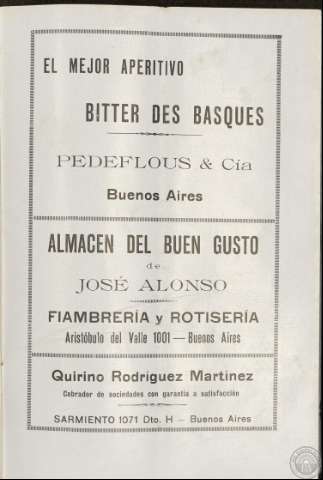 EL MEJOR APERITIVO
BITTER DES BASQUES
PEDEFLOUS & Cía
Buenos Aires
ALMACEN DEL BUEN GUSTO
de
JOSÉ ALONSO
FIAMBRERÍA y ROTISERÍA
Aristóbulo del Valle 1001 — Buenos Aires
Quirino Rodriguez Martinez
Cobrador de sociedades con garantía a satisfacción
SARMIENTO 1071 Dto. H — Buenos Aires